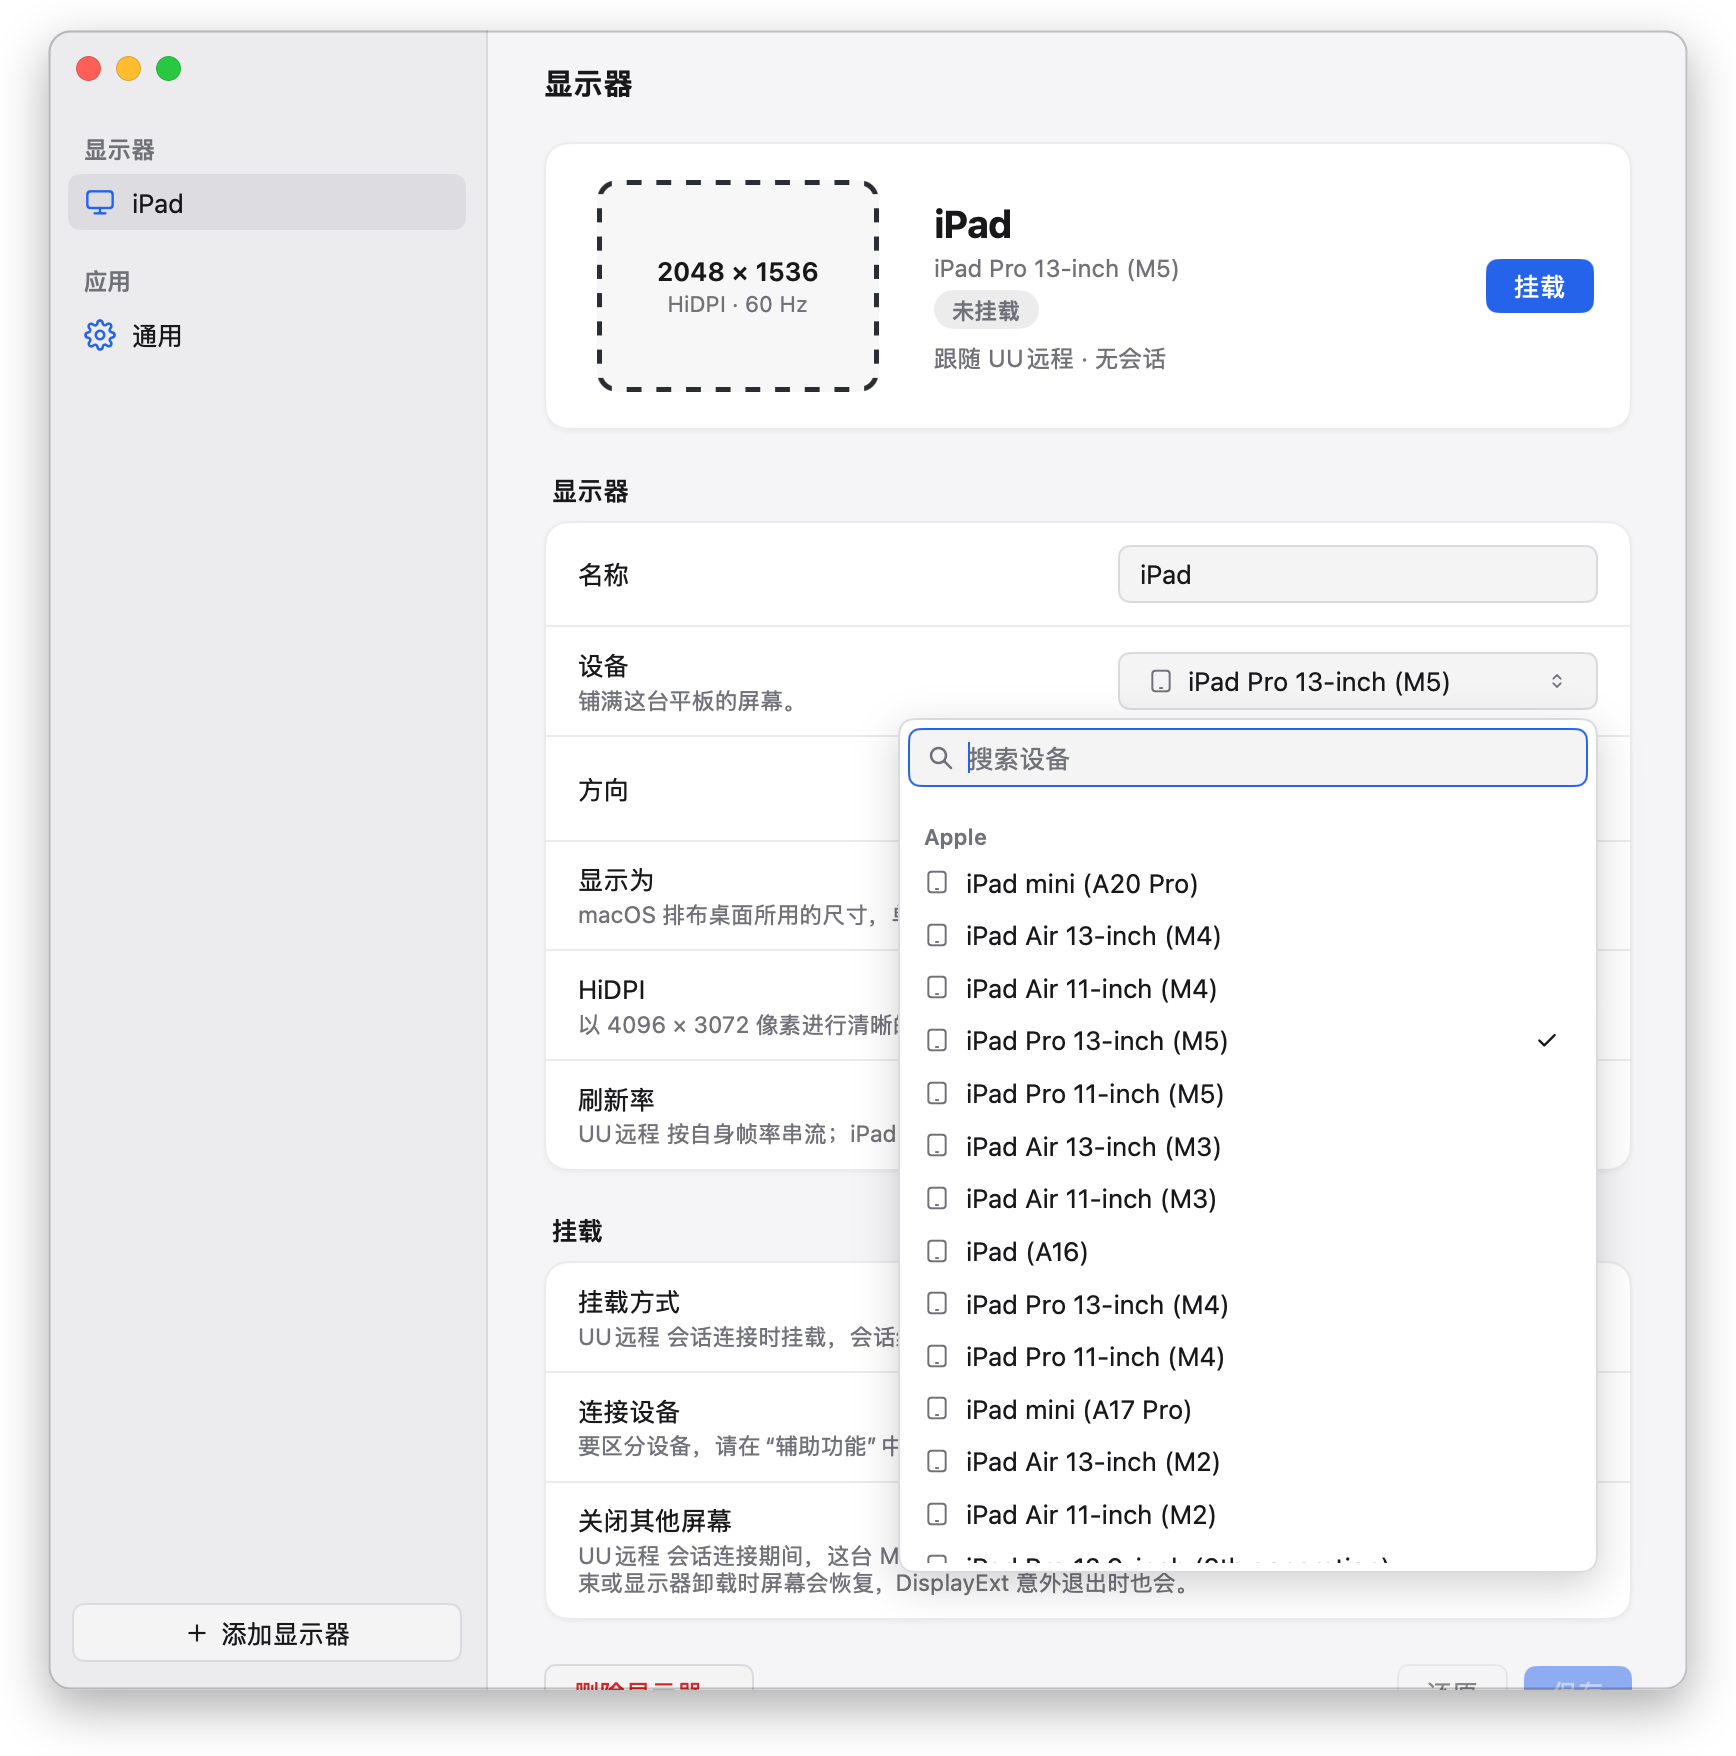 显示器
iPad
应用
通用
添加显示器
显示器
2048 × 1536
HiDPI · 60 Hz
iPad
iPad Pro 13-inch (M5)
未挂载
跟随 UU远程 · 无会话
挂载
显示器
名称
iPad
设备
铺满这台平板的屏幕。
iPad Pro 13-inch (M5)
方向
显示为
macOS 排布桌面所用的尺寸，
HiDPI
以 4096 × 3072 像素进行清晰
刷新率
UU远程 按自身帧率串流；iPad
搜索设备
Apple
iPad mini (A20 Pro)
iPad Air 13-inch (M4)
iPad Air 11-inch (M4)
iPad Pro 13-inch (M5)
iPad Pro 11-inch (M5)
iPad Air 13-inch (M3)
iPad Air 11-inch (M3)
iPad (A16)
iPad Pro 13-inch (M4)
iPad Pro 11-inch (M4)
iPad mini (A17 Pro)
iPad Air 13-inch (M2)
iPad Air 11-inch (M2)
挂载
挂载方式
UU远程 会话连接时挂载，会话
连接设备
要区分设备，请在 “辅助功能” 中
关闭其他屏幕
UU远程 会话连接期间，这台 M
束或显示器卸载时屏幕会恢复，DisplayExt 意外退出时也会。
删除显示器
还原
保存